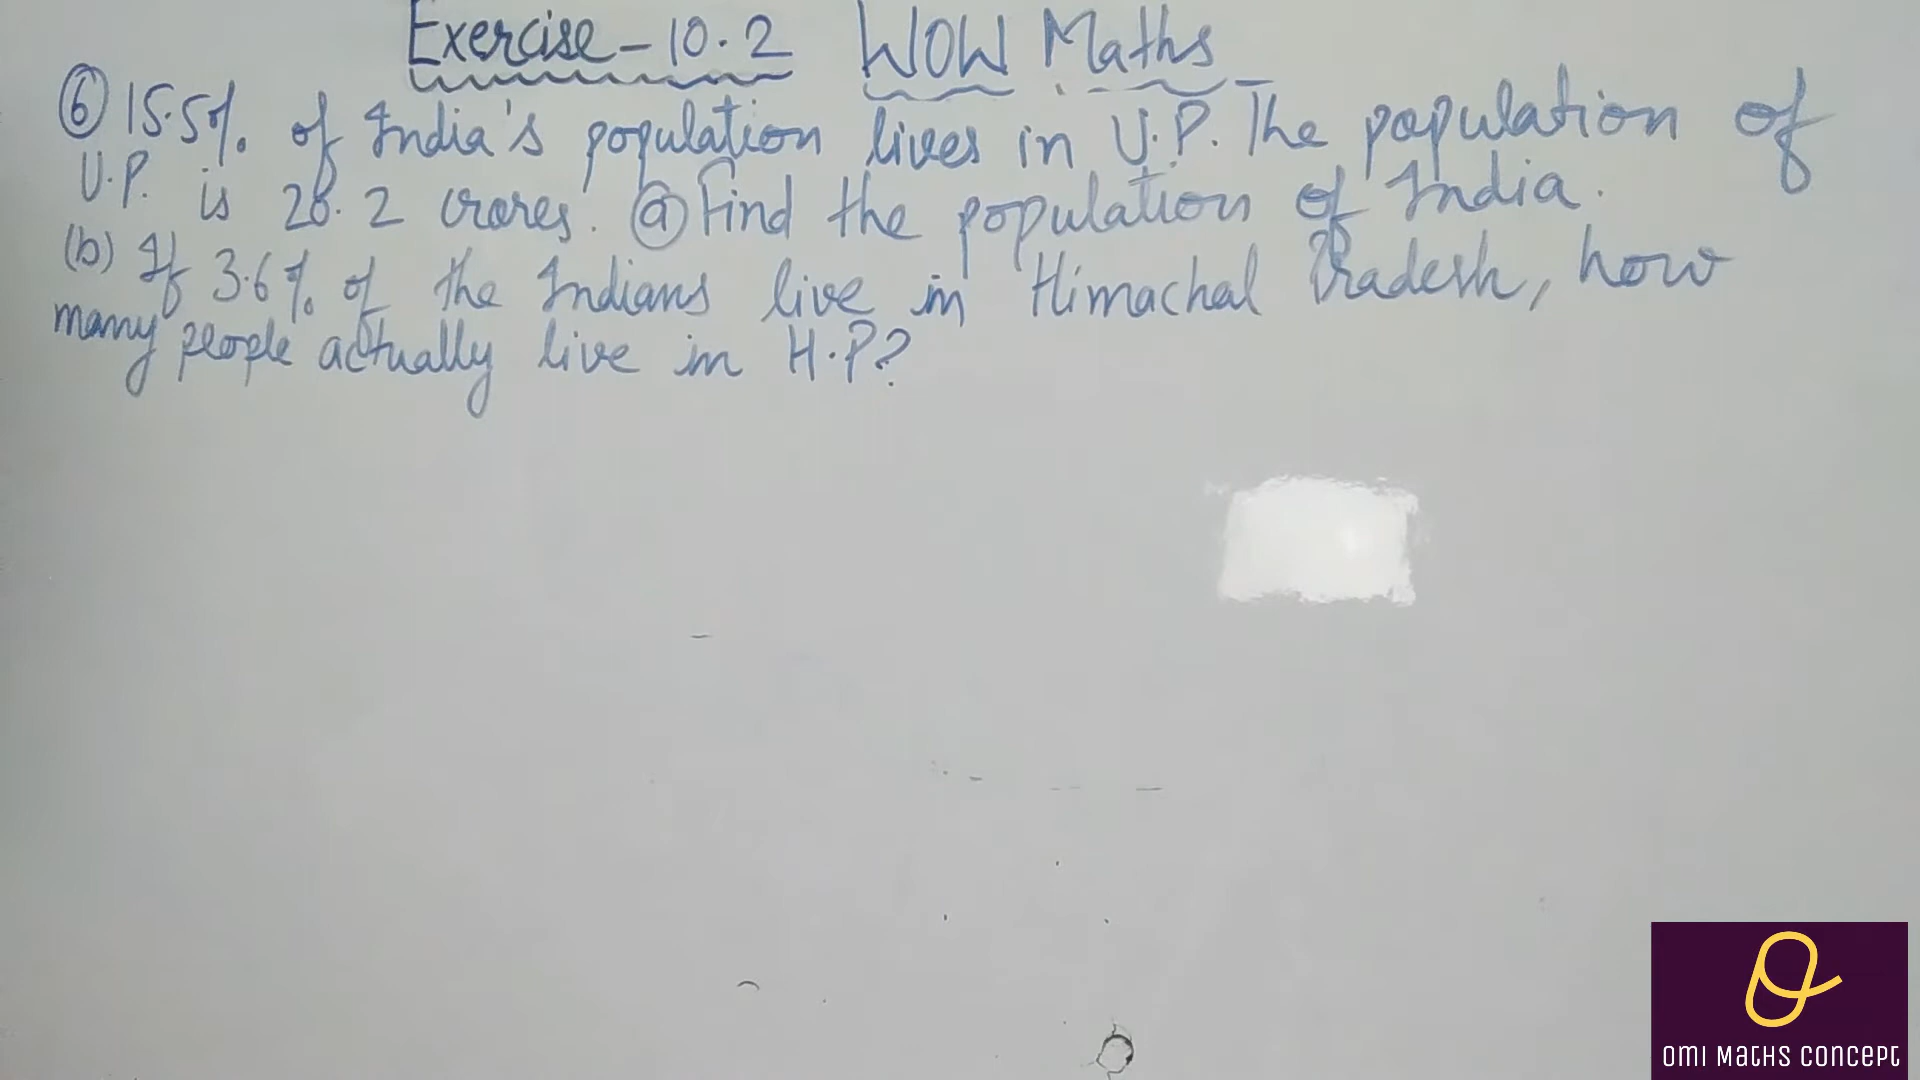 Exercise - 10.2 WOW Maths
⑥ 15.5%. of India's population lives in U.P. The population of
U.P. is 28.2 crores. ⓐ Find the population of India.
(b) If 3.6%. of the Indians live in Himachal Pradesh, how
many people actually live in H.P?
OMI MATHS CONCEPT